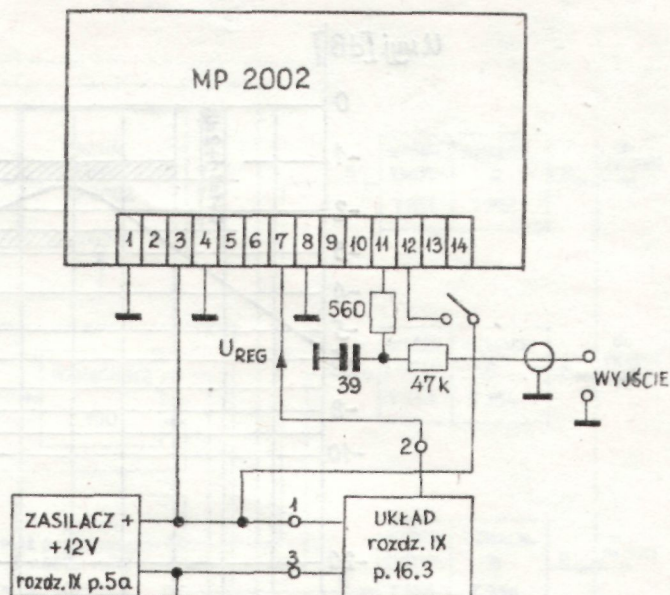 MP 2002
1 2 3 4 5 6 7 8 9 10 11 12 13 14
560
U REG
39
47k
WYJŚCIE
2
ZASILACZ +
+12V
rozdz. IX p.5a
1
3
UKŁAD
rozdz. IX
p.16.3